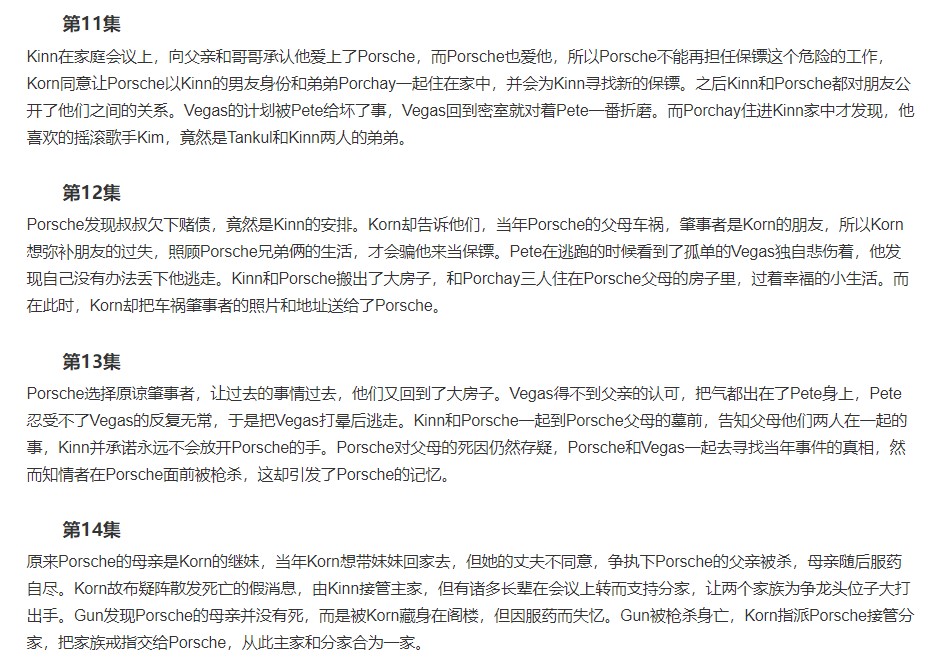 第11集
Kinn在家庭会议上，向父亲和哥哥承认他爱上了Porsche，而Porsche也爱他，所以Porsche不能再担任保镖这个危险的工作，
Korn同意让Porsche以Kinn的男友身份和弟弟Porchay一起住在家中，并会为Kinn寻找新的保镖。之后Kinn和Porsche都对朋友公
开了他们之间的关系。Vegas的计划被Pete给坏了事，Vegas回到密室就对着Pete一番折磨。而Porchay住进Kinn家中才发现，他
喜欢的摇滚歌手Kim，竟然是Tankul和Kinn两人的弟弟。
第12集
Porsche发现叔叔欠下赌债，竟然是Kinn的安排。Korn却告诉他们，当年Porsche的父母车祸，肇事者是Korn的朋友，所以Korn
想弥补朋友的过失，照顾Porsche兄弟俩的生活，才会骗他来当保镖。Pete在逃跑的时候看到了孤单的Vegas独自悲伤着，他发
现自己没有办法丢下他逃走。Kinn和Porsche搬出了大房子，和Porchay三人住在Porsche父母的房子里，过着幸福的小生活。而
在此时，Korn却把车祸肇事者的照片和地址送给了Porsche。
第13集
Porsche选择原谅肇事者，让过去的事情过去，他们又回到了大房子。Vegas得不到父亲的认可，把气都出在了Pete身上，Pete
忍受不了Vegas的反复无常，于是把Vegas打晕后逃走。Kinn和Porsche一起到Porsche父母的墓前，告知父母他们两人在一起的
事，Kinn并承诺永远不会放开Porsche的手。Porsche对父母的死因仍然存疑，Porsche和Vegas一起去寻找当年事件的真相，然
而知情者在Porsche面前被枪杀，这却引发了Porsche的记忆。
第14集
原来Porsche的母亲是Korn的继妹，当年Korn想带妹妹回家去，但她的丈夫不同意，争执下Porsche的父亲被杀，母亲随后服药
自尽。Korn故布疑阵散发死亡的假消息，由Kinn接管主家，但有诸多长辈在会议上转而支持分家，让两个家族为争龙头位子大打
出手。Gun发现Porsche的母亲并没有死，而是被Korn藏身在阁楼，但因服药而失忆。Gun被枪杀身亡，Korn指派Porsche接管分
家，把家族戒指交给Porsche，从此主家和分家合为一家。